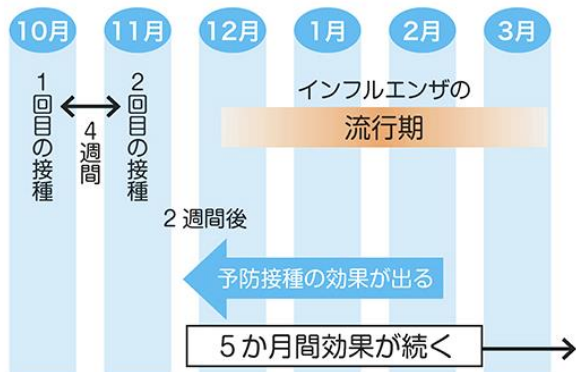 10月
11月
12月
1月
2月
3月
1回目の接種
4週間
2回目の接種
インフルエンザの
流行期
2週間後
予防接種の効果が出る
5か月間効果が続く